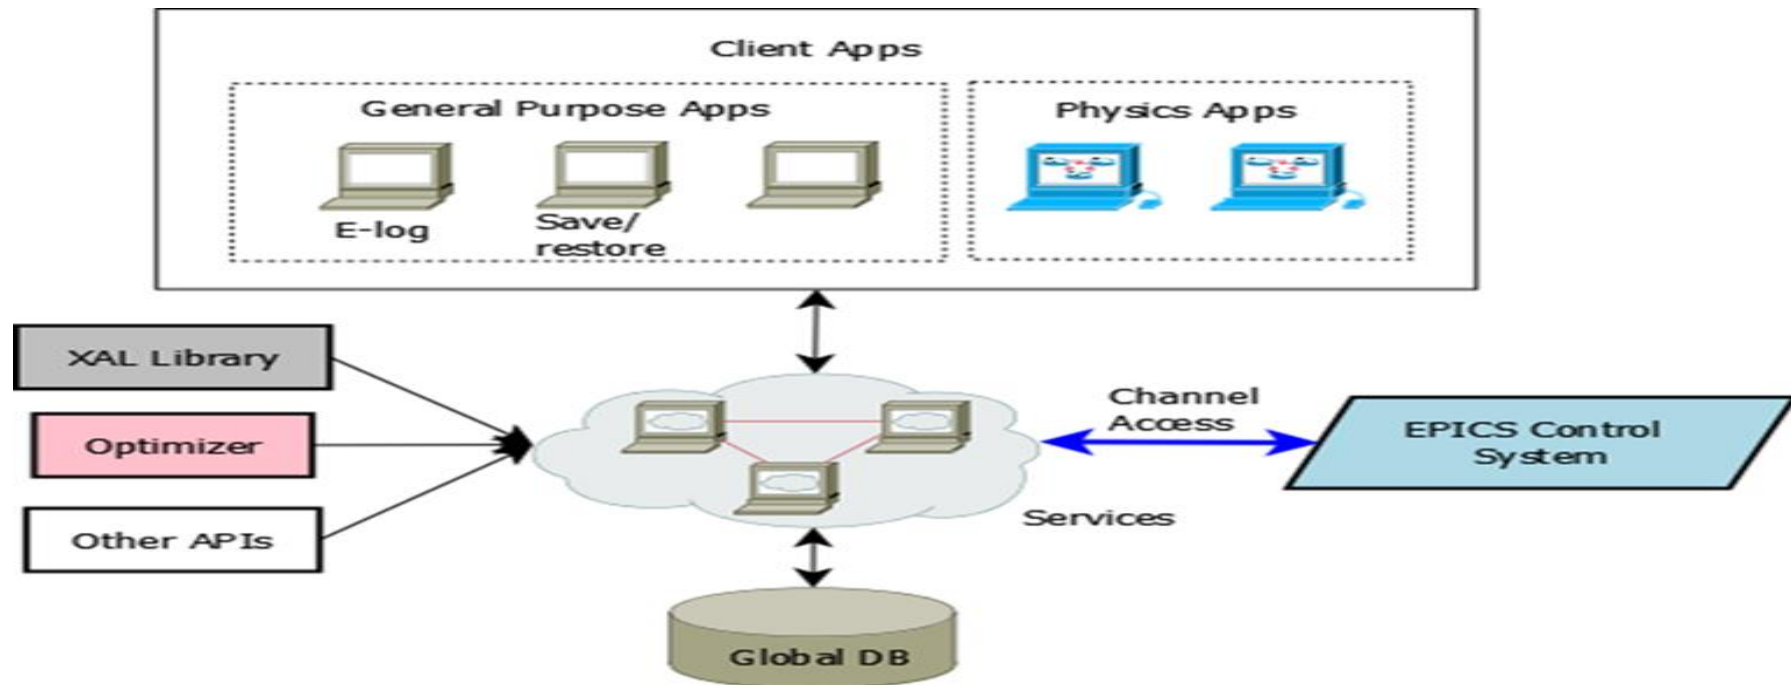 Client Apps
General Purpose Apps
Physics Apps
E-log
Save/
restore
XAL Library
Optimizer
Other APIs
Channel
Access
EPICS Control
System
Services
Global DB